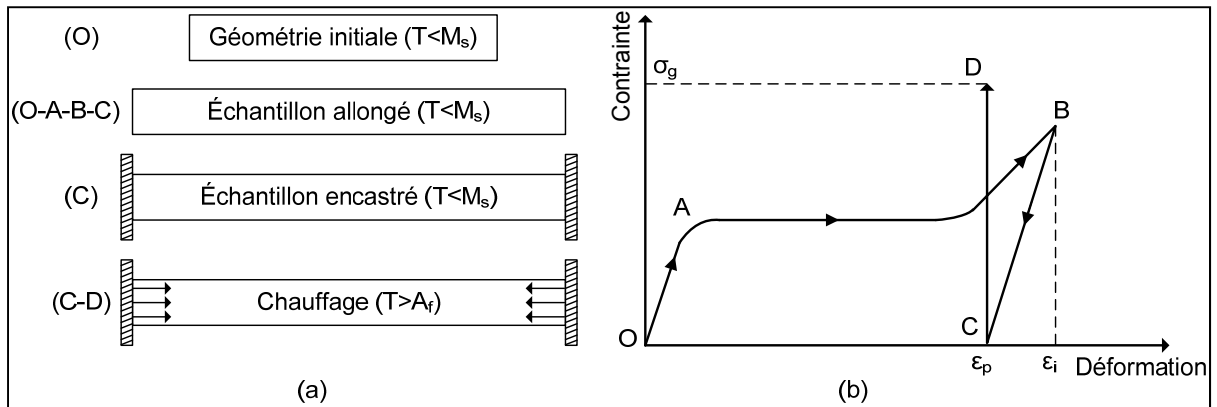 (O)
Géométrie initiale (T<Ms)
(O-A-B-C)
Échantillon allongé (T<Ms)
(C)
Échantillon encastré (T<Ms)
(C-D)
Chauffage (T>Af)
(a)
Contrainte
σg
D
B
A
O
C
εp
εi
Déformation
(b)